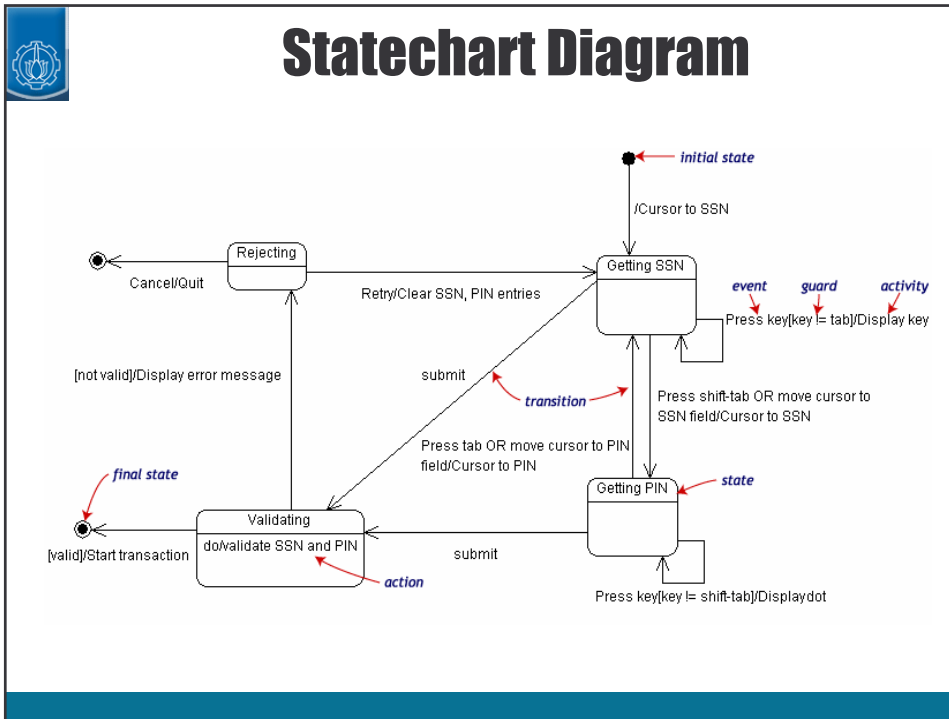 Statechart Diagram
initial state
/Cursor to SSN
Rejecting
Getting SSN
Cancel/Quit
Retry/Clear SSN, PIN entries
event
guard
activity
Press key[key != tab]/Display key
[not valid]/Display error message
submit
transition
Press shift-tab OR move cursor to
SSN field/Cursor to SSN
Press tab OR move cursor to PIN
field/Cursor to PIN
final state
Getting PIN
state
Validating
do/validate SSN and PIN
[valid]/Start transaction
submit
action
Press key[key != shift-tab]/Displaydot